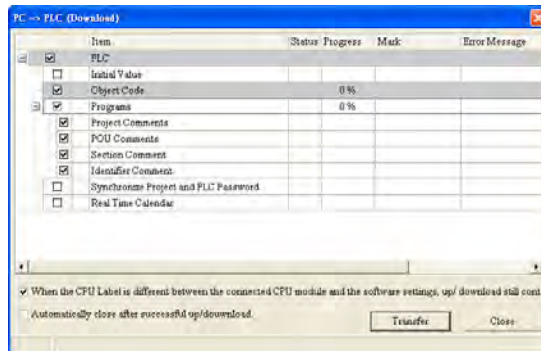 PC --> PLC (Download)
Item Status Progress Mark Error Message
PLC
Initial Value
Object Code 0 %
Programs 0 %
Project Comments
POU Comments
Section Comment
Identifier Comment
Synchronize Project and PLC Password
Real Time Calendar
When the CPU Label is different between the connected CPU module and the software settings, up/ download still cont
Automatically close after successful up/download.
Transfer Close